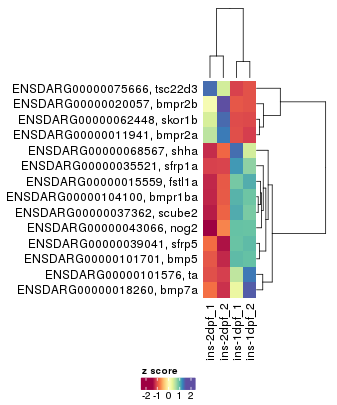 ENSDARG00000075666, tsc22d3
ENSDARG00000020057, bmpr2b
ENSDARG00000062448, skor1b
ENSDARG00000011941, bmpr2a
ENSDARG00000068567, shha
ENSDARG00000035521, sfrp1a
ENSDARG00000015559, fstl1a
ENSDARG00000104100, bmpr1ba
ENSDARG00000037362, scube2
ENSDARG00000043066, nog2
ENSDARG00000039041, sfrp5
ENSDARG00000101701, bmp5
ENSDARG00000101576, ta
ENSDARG00000018260, bmp7a
ins-2dpf_1
ins-2dpf_2
ins-1dpf_1
ins-1dpf_2
z score
-2 -1 0 1 2